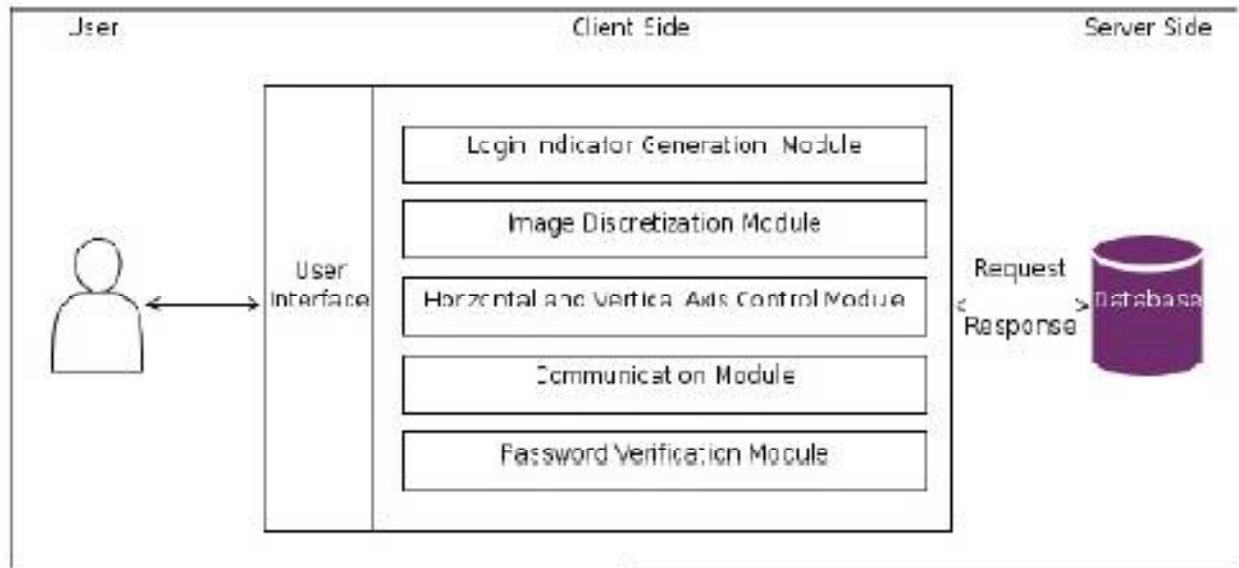 User
Client Side
Server Side
Login Indicator Generation Module
Image Discretization Module
User
Interface
Horizontal and Vertical Axis Control Module
Communication Module
Password Verification Module
Request
Response
Database